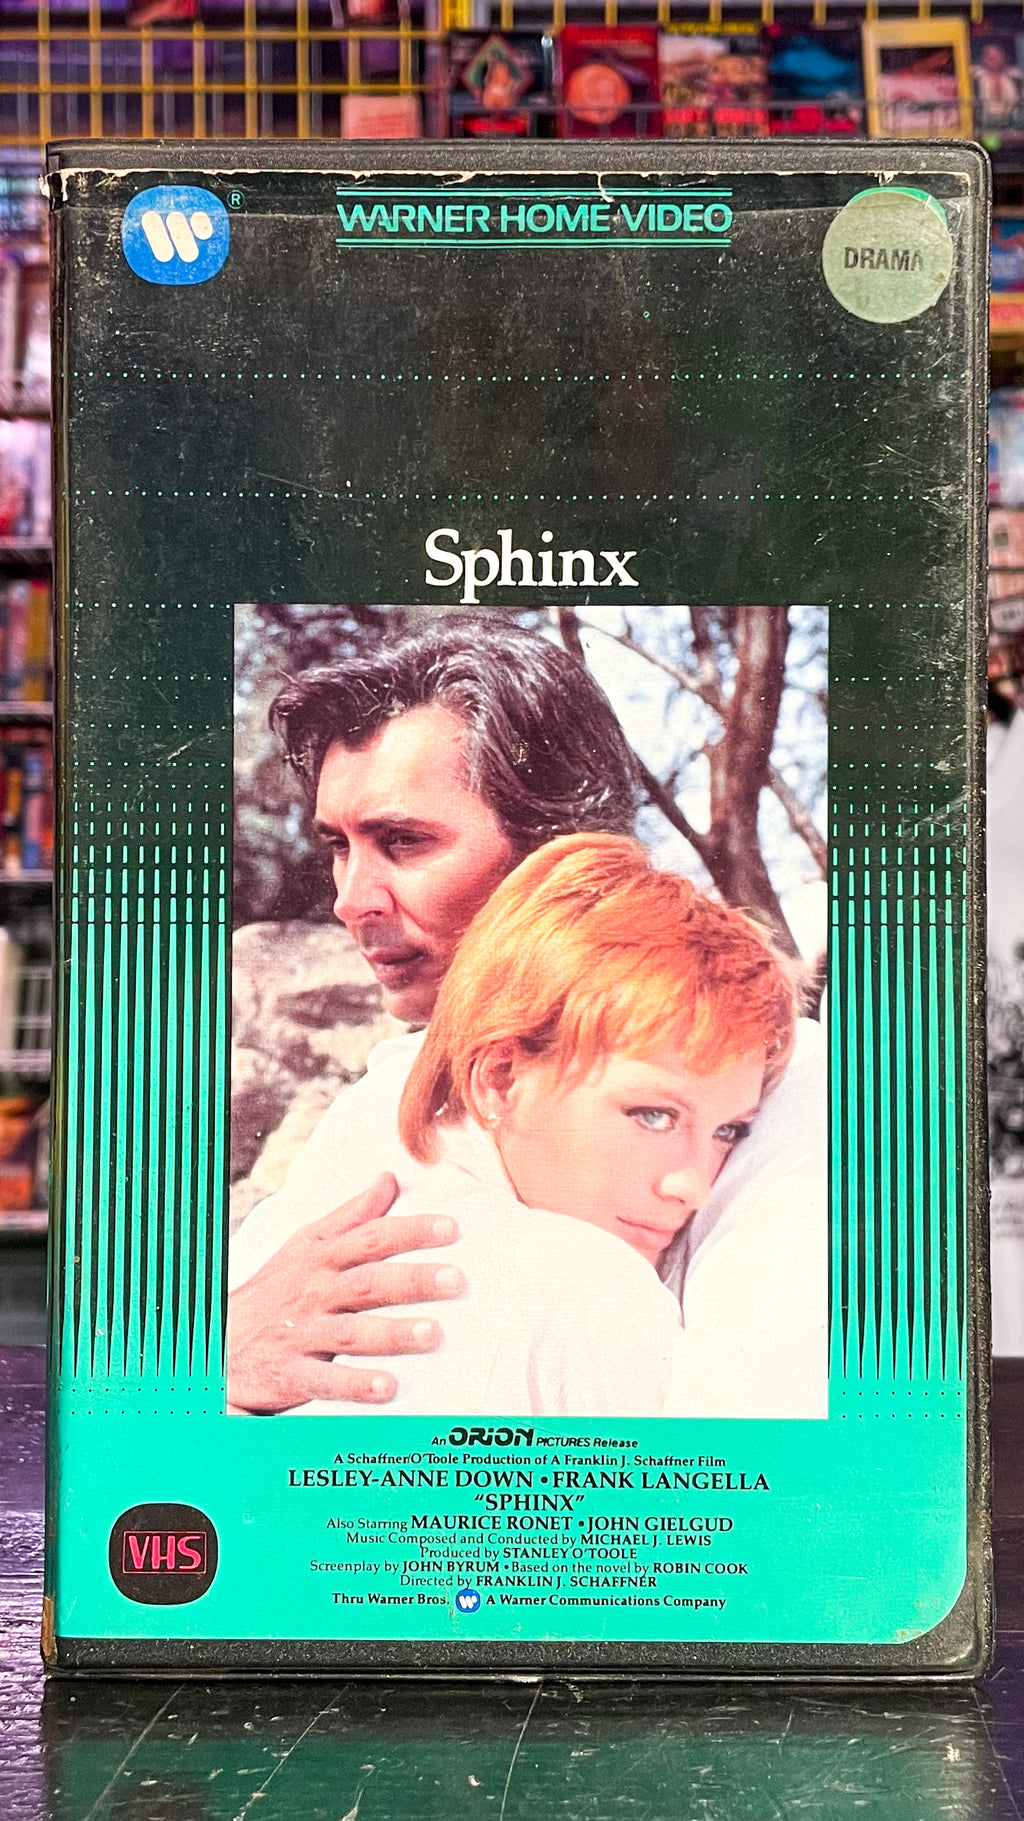 W ®
WARNER HOME VIDEO
DRAMA
Sphinx
An ORION PICTURES Release
A Schaffner/O'Toole Production of A Franklin J. Schaffner Film
LESLEY-ANNE DOWN • FRANK LANGELLA
"SPHINX"
Also Starring MAURICE RONET • JOHN GIELGUD
Music Composed and Conducted by MICHAEL J. LEWIS
Produced by STANLEY O'TOOLE
Screenplay by JOHN BYRUM • Based on the novel by ROBIN COOK
Directed by FRANKLIN J. SCHAFFNER
Thru Warner Bros. W A Warner Communications Company
VHS